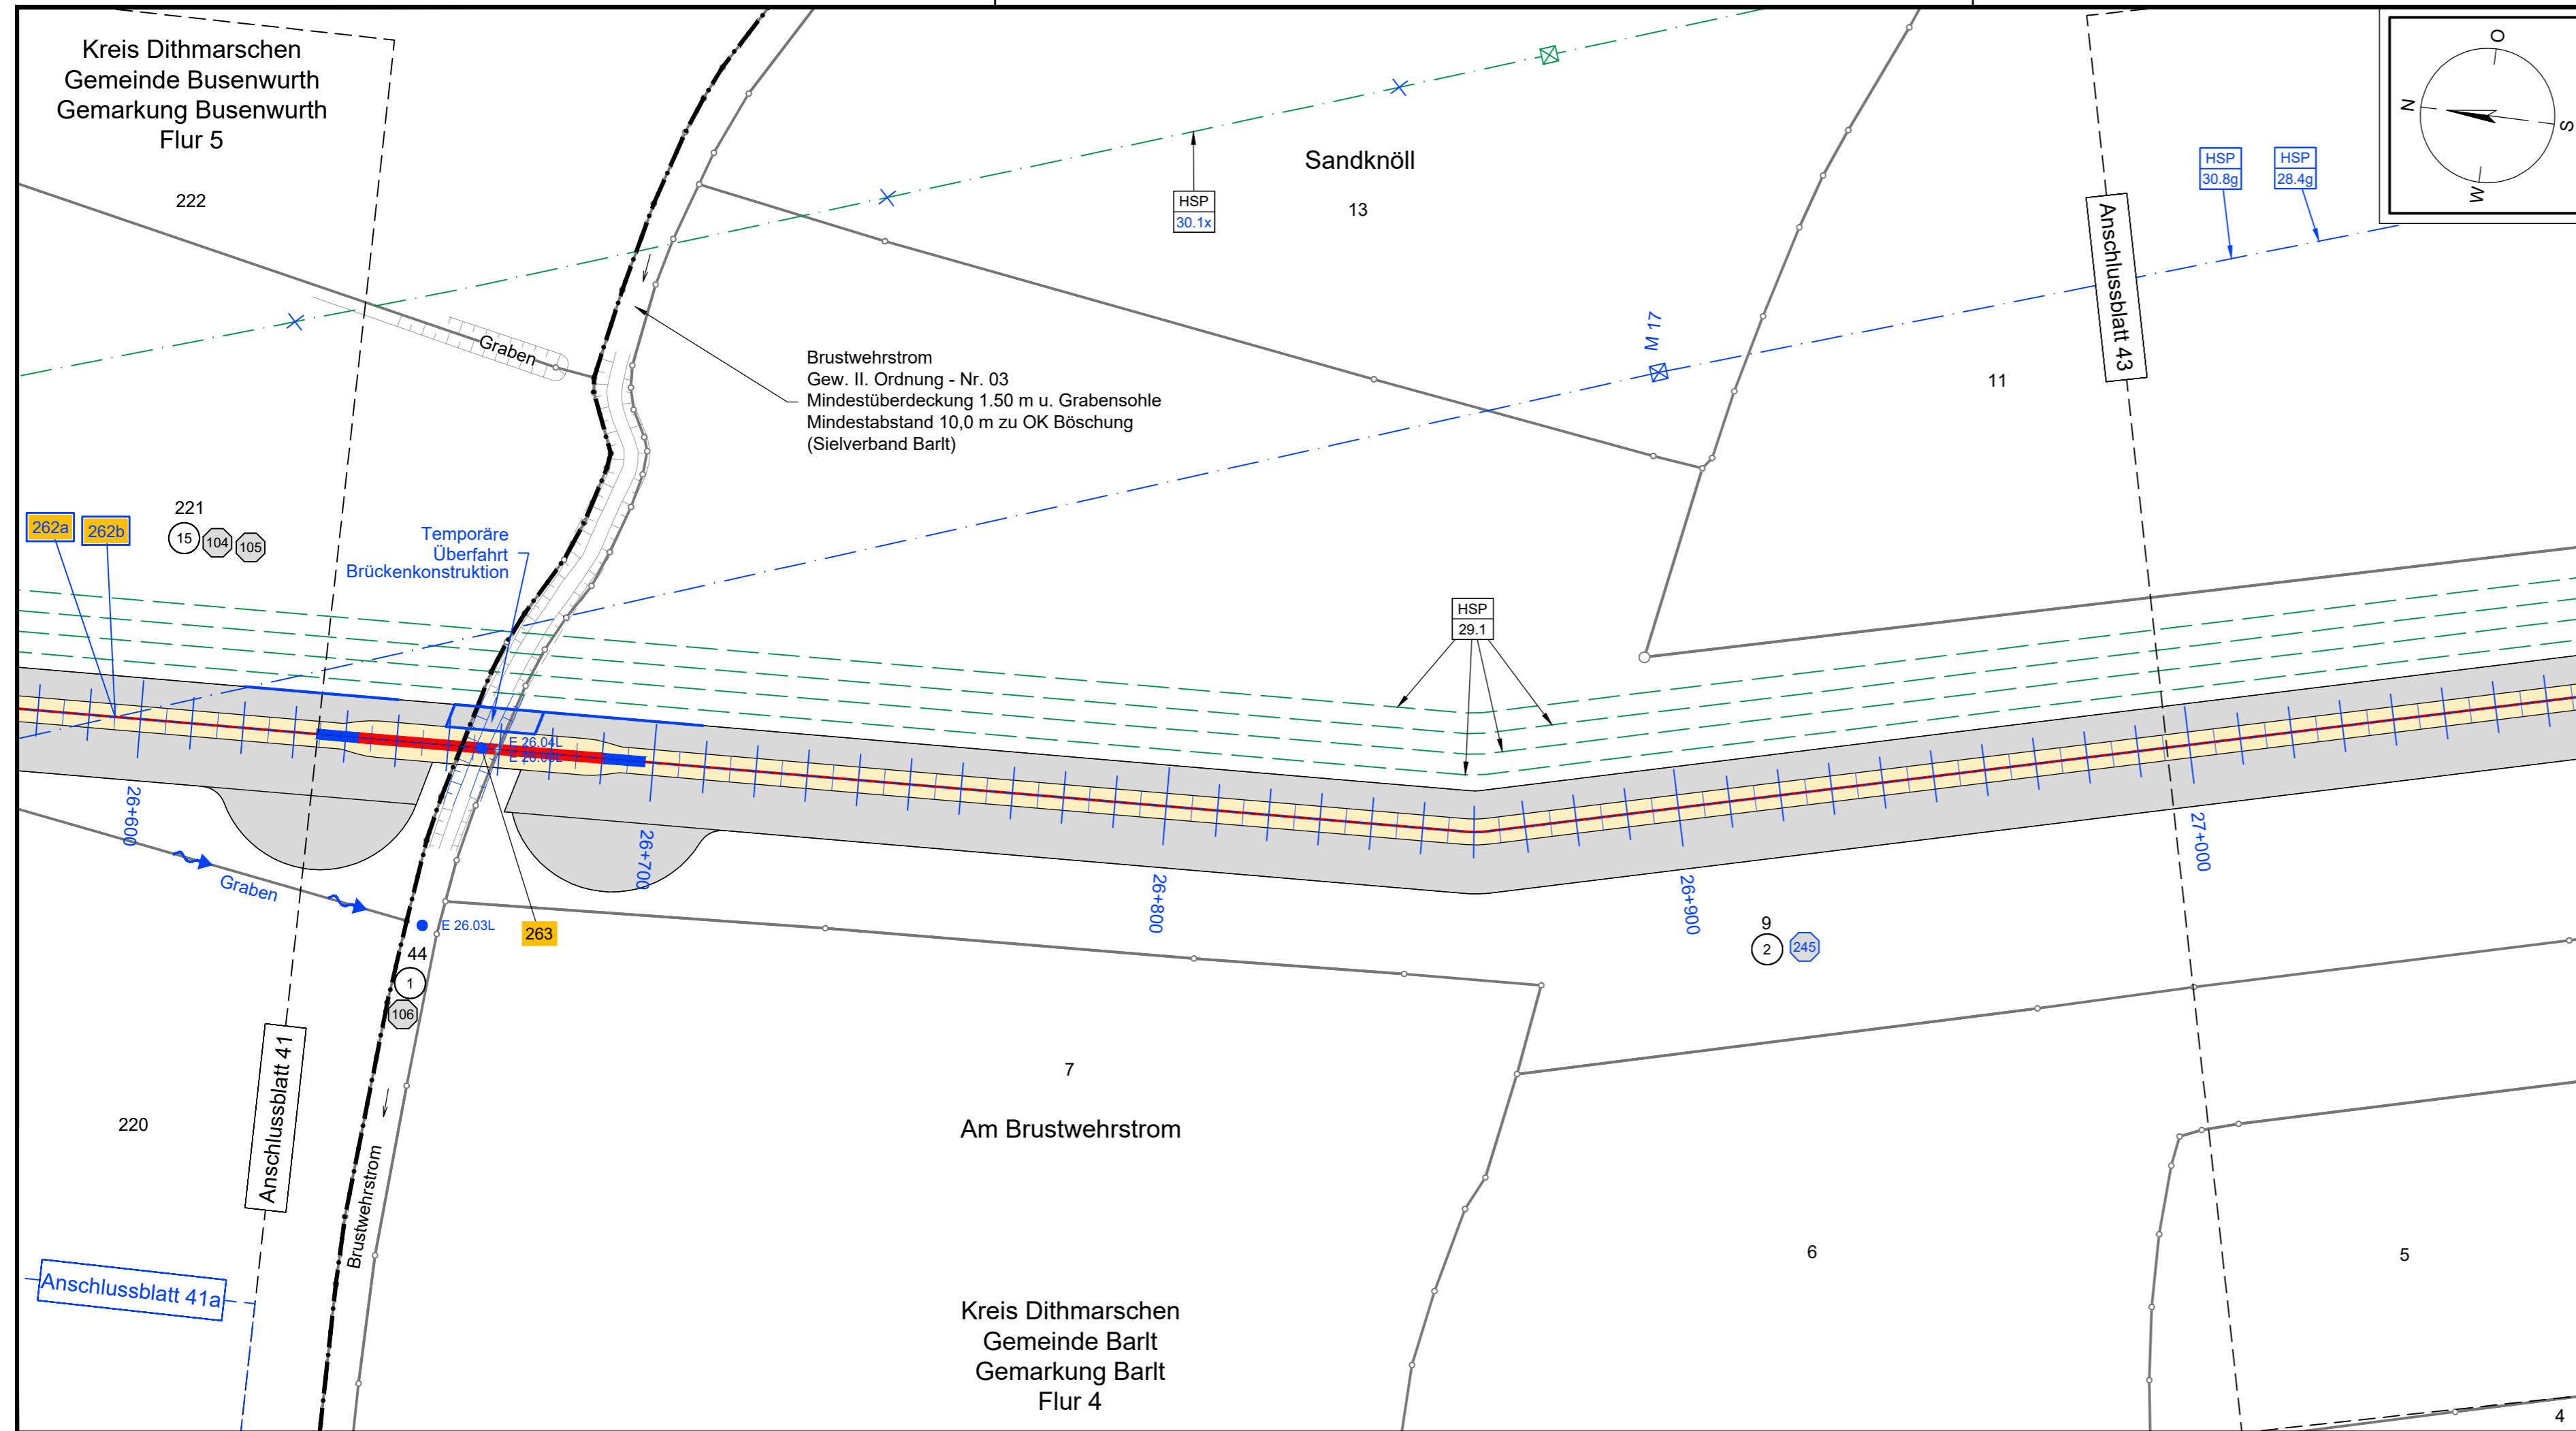 Kreis Dithmarschen
Gemeinde Busenwurth
Gemarkung Busenwurth
Flur 5
222
Sandknöll
13
HSP
30.1x
HSP
30.8g
HSP
28.4g
O
N
S
W
Anschlussblatt 43
M 17
11
Graben
Brustwehrstrom
Gew. II. Ordnung - Nr. 03
Mindestüberdeckung 1.50 m u. Grabensohle
Mindestabstand 10,0 m zu OK Böschung
(Sielverband Barlt)
262a
262b
221
15
104
105
Temporäre
Überfahrt
Brückenkonstruktion
HSP
29.1
E 26.04L
26+600
26+700
26+800
26+900
27+000
Graben
E 26.03L
263
44
1
106
9
2
245
7
Am Brustwehrstrom
220
Anschlussblatt 41
Brustwehrstrom
Anschlussblatt 41a
6
5
4
Kreis Dithmarschen
Gemeinde Barlt
Gemarkung Barlt
Flur 4